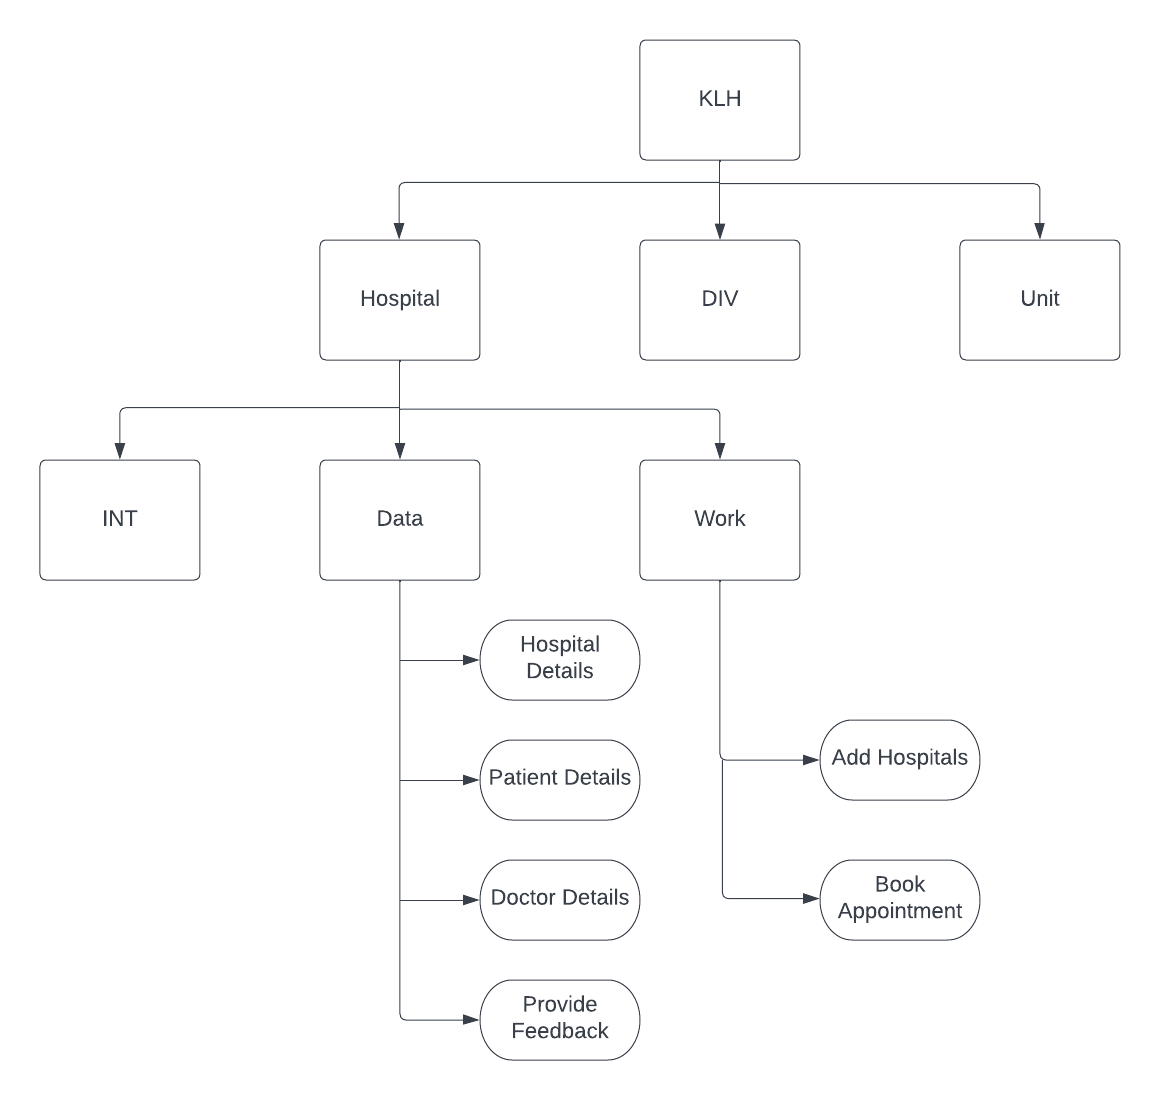 KLH
Hospital
DIV
Unit
INT
Data
Work
Hospital
Details
Patient Details
Doctor Details
Provide
Feedback
Add Hospitals
Book
Appointment